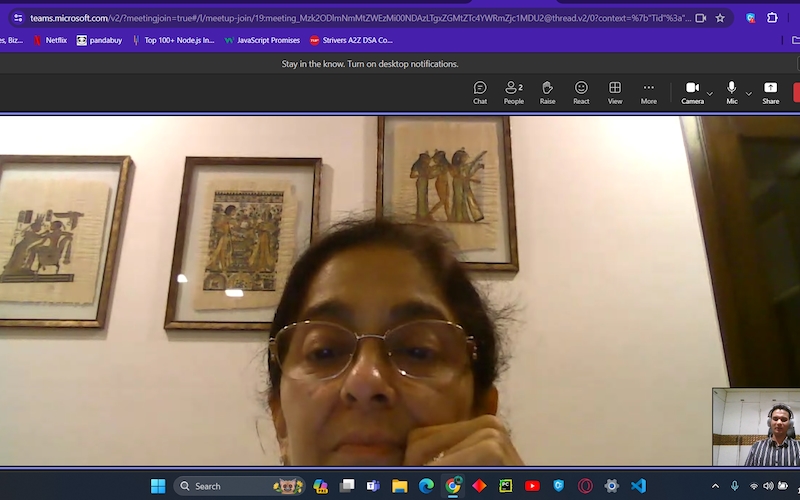 teams.microsoft.com/v2/?meetingjoin=true#/l/meetup-join/19:meeting_Mzk2ODlmNmMtZWEzMi00NDAzLTgxZGMtZTc4YWRmZjc1MDU2@thread.v2/0?context=%7b"Tid"%3a"...
es, Biz... Netflix pandabuy Top 100+ Node.js In... JavaScript Promises Strivers A2Z DSA Co...
Stay in the know. Turn on desktop notifications.
2
Chat People Raise React View More Camera Mic Share
Search